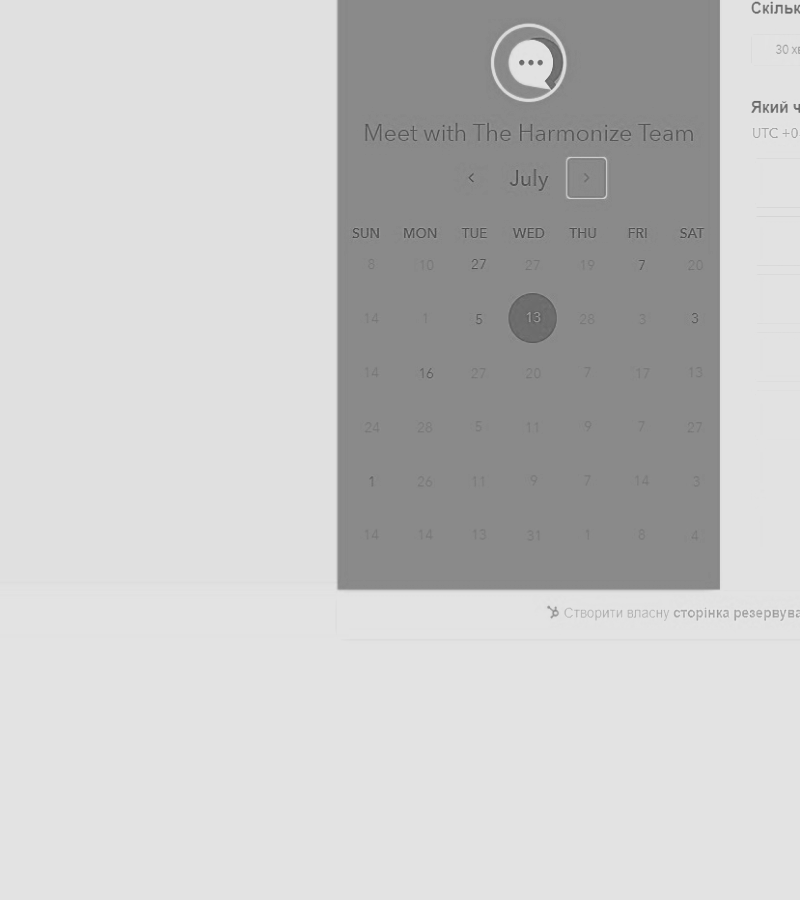 Скільк
30 хв
Meet with The Harmonize Team
Який ч
UTC +0
July
SUN MON TUE WED THU FRI SAT
8 10 27 27 19 7 20
14 1 5 13 28 3 3
14 16 27 20 7 17 13
24 28 5 11 9 7 27
1 26 11 9 7 14 3
14 14 13 31 1 8 4
Створити власну сторінка резервува